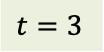 t = 3